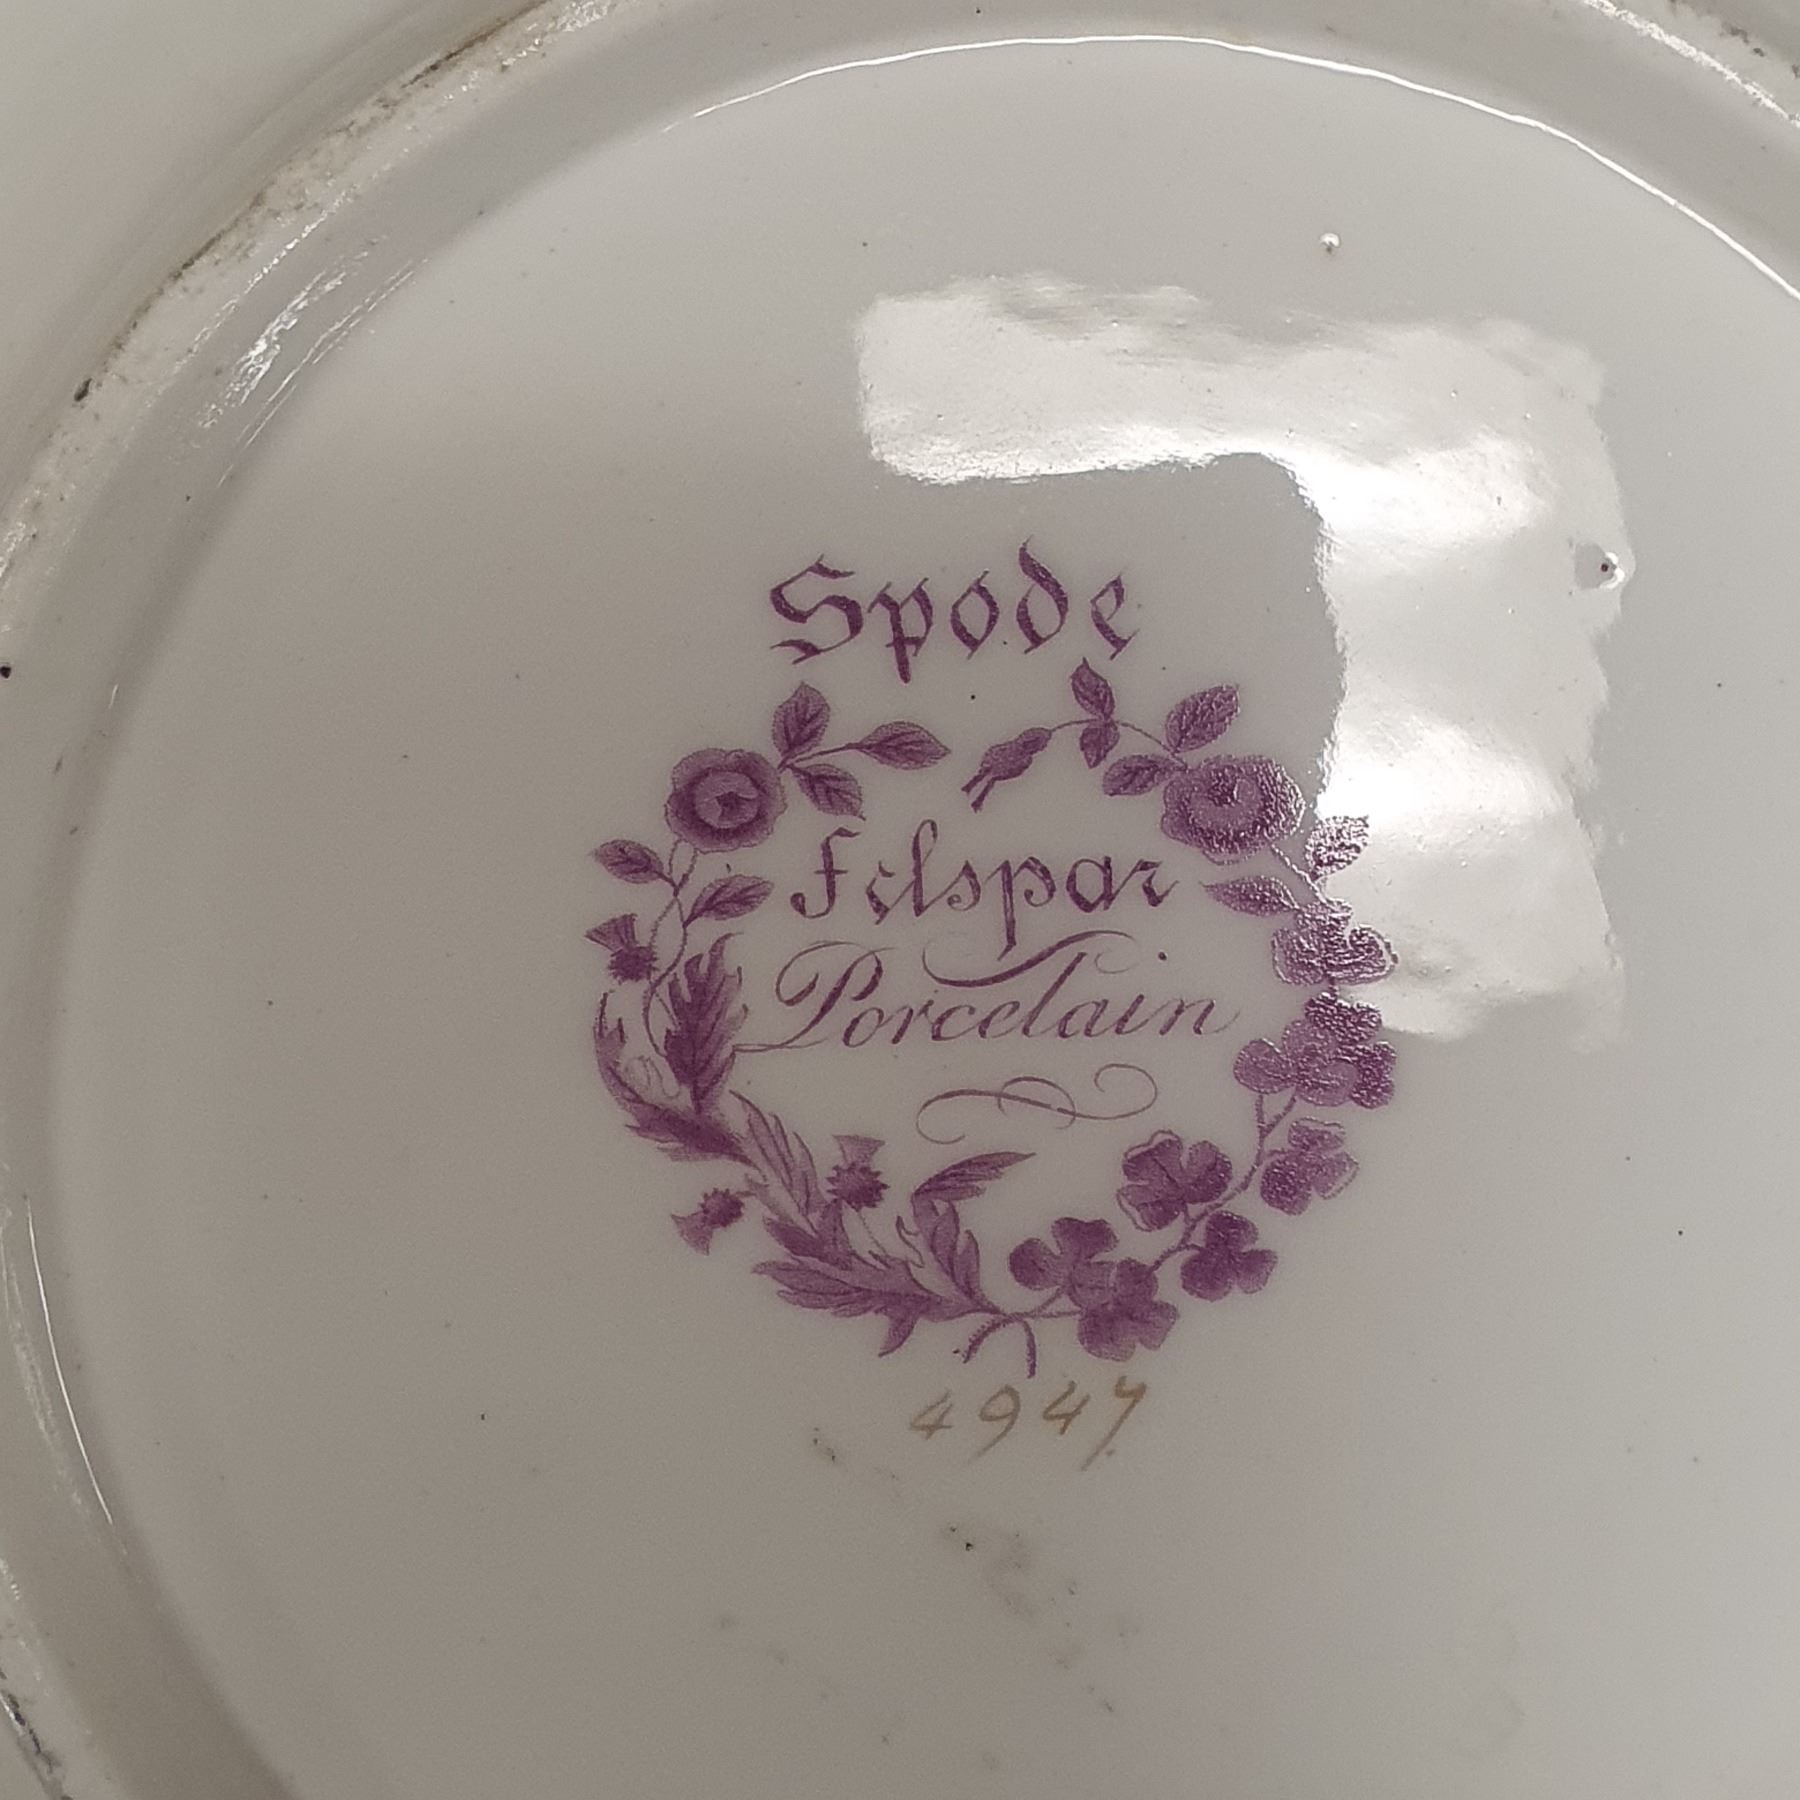 Spode
Felspar
Porcelain
4947